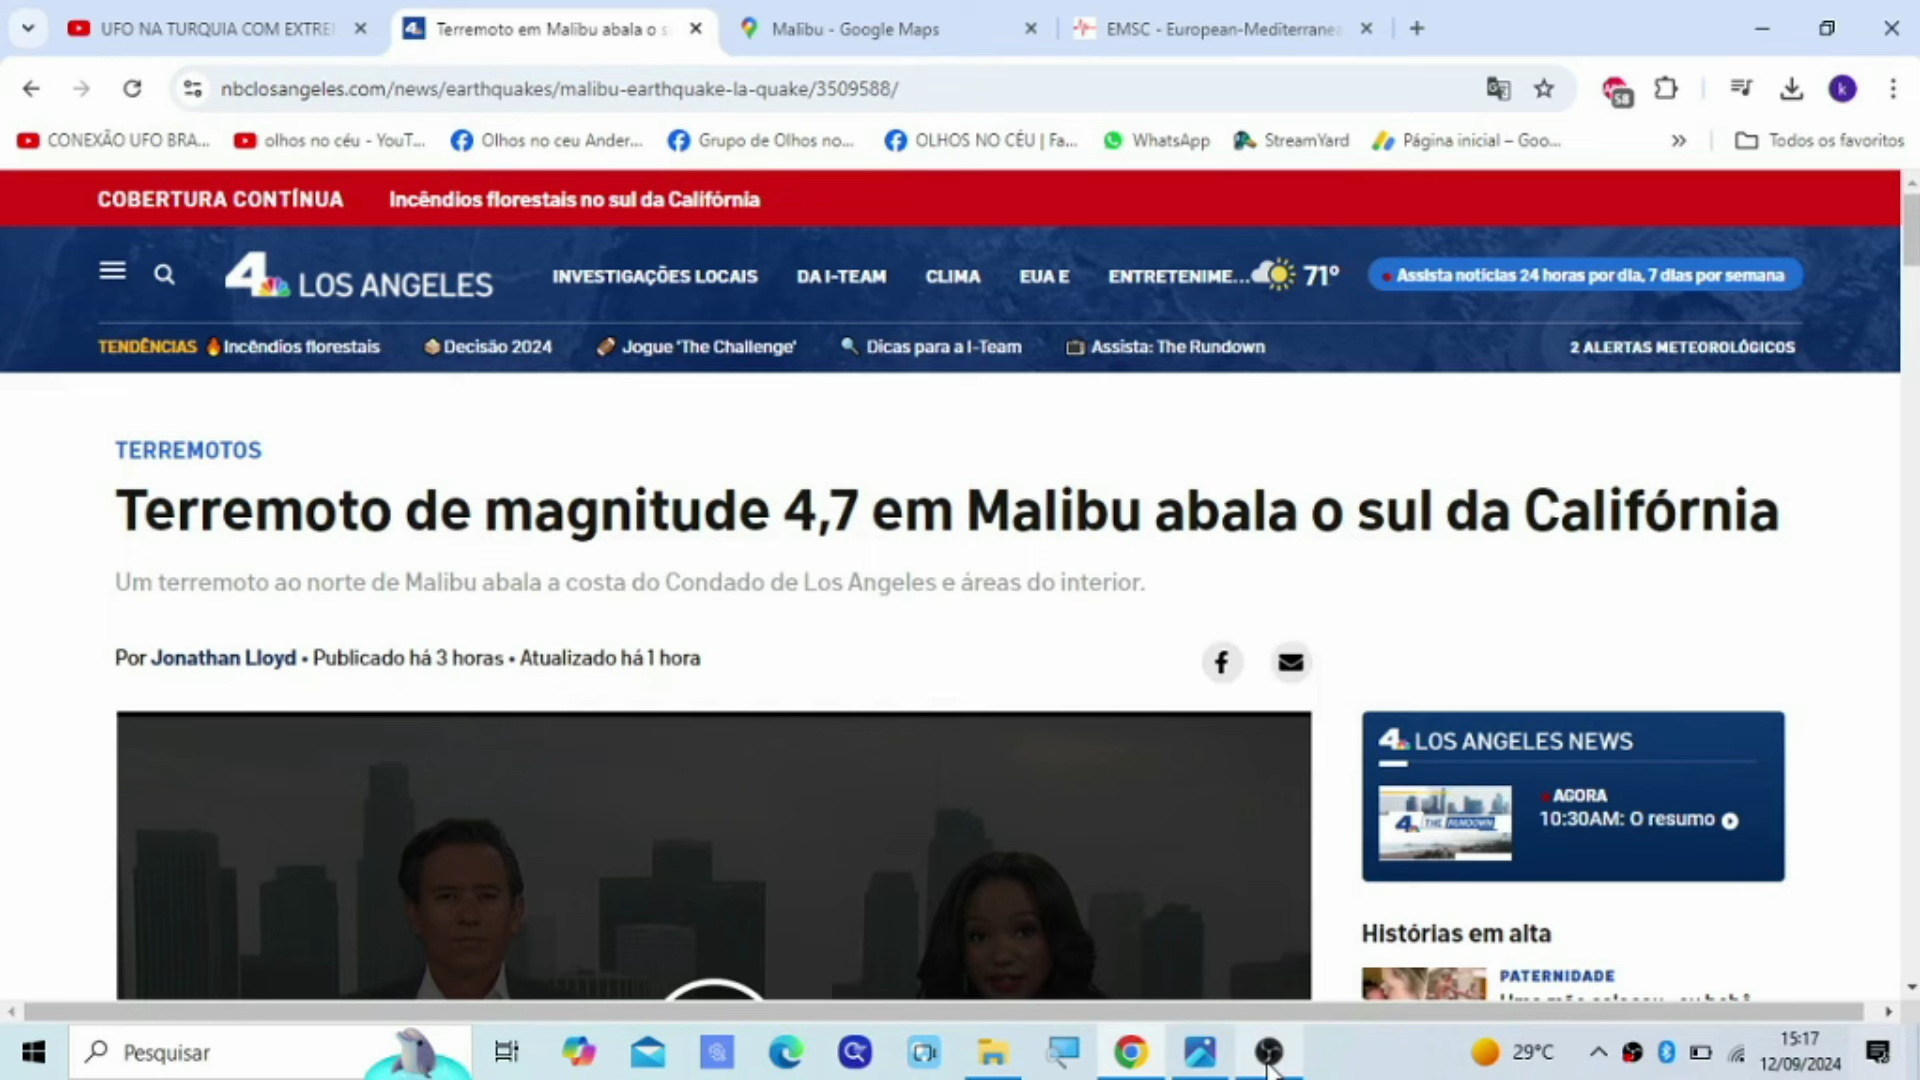 UFO NA TURQUIA COM EXTRE
Terremoto em Malibu abala o s
Malibu - Google Maps
EMSC - European-Mediterrane
nbclosangeles.com/news/earthquakes/malibu-earthquake-la-quake/3509588/
58
k
CONEXÃO UFO BRA...
olhos no céu - YouT...
Olhos no ceu Ander...
Grupo de Olhos no...
OLHOS NO CÉU | Fa...
WhatsApp
StreamYard
Página inicial – Goo...
Todos os favoritos
COBERTURA CONTÍNUA
Incêndios florestais no sul da Califórnia
4 LOS ANGELES
INVESTIGAÇÕES LOCAIS
DA I-TEAM
CLIMA
EUA E
ENTRETENIME...
71°
Assista notícias 24 horas por dia, 7 dias por semana
TENDÊNCIAS
Incêndios florestais
Decisão 2024
Jogue 'The Challenge'
Dicas para a I-Team
Assista: The Rundown
2 ALERTAS METEOROLÓGICOS
TERREMOTOS
Terremoto de magnitude 4,7 em Malibu abala o sul da Califórnia
Um terremoto ao norte de Malibu abala a costa do Condado de Los Angeles e áreas do interior.
Por Jonathan Lloyd • Publicado há 3 horas • Atualizado há 1 hora
4 LOS ANGELES NEWS
AGORA
10:30AM: O resumo
4 THE RUNDOWN
Histórias em alta
PATERNIDADE
Pesquisar
29°C
15:17
12/09/2024